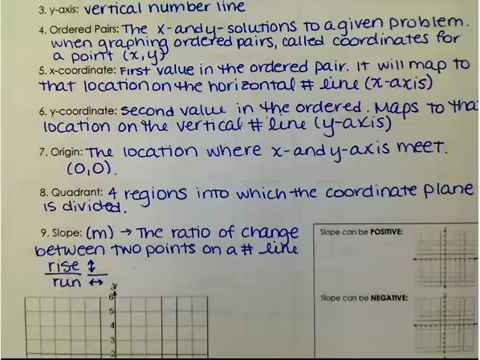 3. y-axis: vertical number line
4. Ordered Pairs: The x-and y-solutions to a given problem.
when graphing ordered pairs, called coordinates for
a point (x,y)
5. x-coordinate: First value in the ordered pair. It will map to
that location on the horizontal # line (x-axis)
6. y-coordinate: Second value in the ordered. Maps to tha
location on the vertical # line (y-axis)
7. Origin: The location where x-and y-axis meet.
(0,0).
8. Quadrant: 4 regions into which the coordinate plane
is divided.
9. Slope: (m) → The ratio of change
between two points on a # line
rise ↕
run ↔
Slope can be POSITIVE:
Slope can be NEGATIVE:
y
6
5
4
3
2